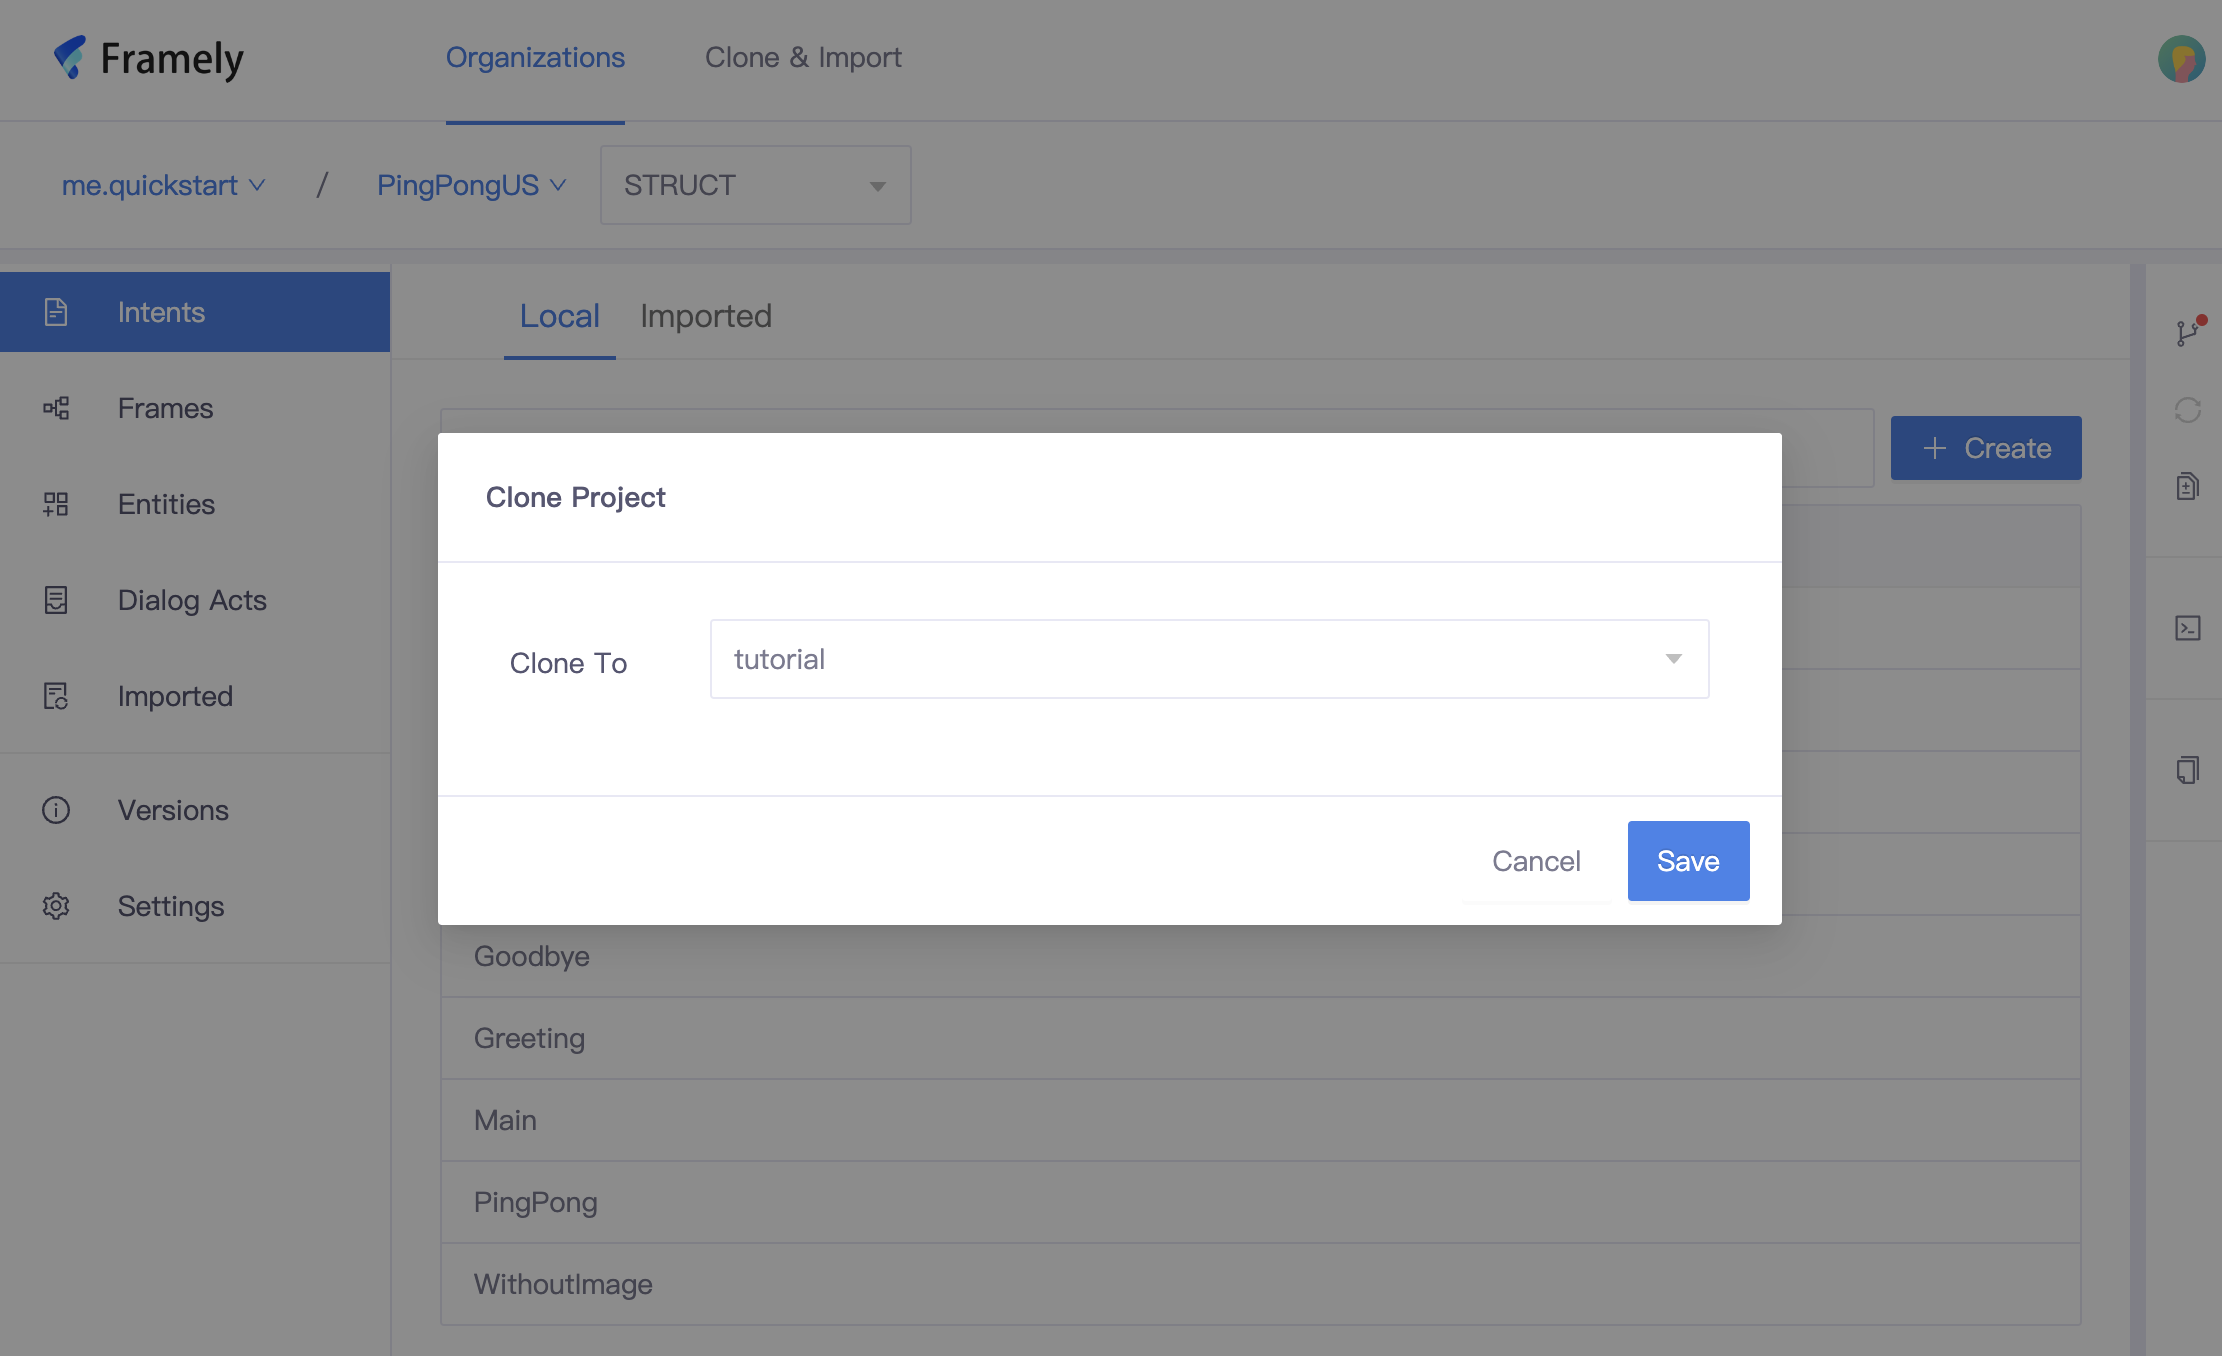 Framely
Organizations
Clone & Import
me.quickstart
/
PingPongUS
STRUCT
Intents
Frames
Entities
Dialog Acts
Imported
Versions
Settings
Local
Imported
Create
Clone Project
Clone To
tutorial
Cancel
Save
Goodbye
Greeting
Main
PingPong
WithoutImage